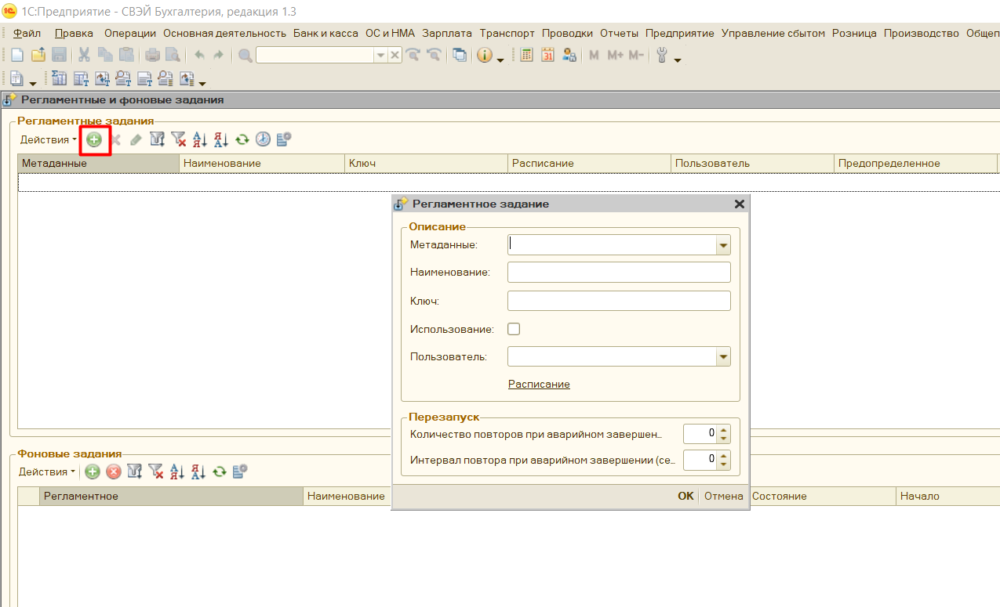 1С:Предприятие - СВЭЙ Бухгалтерия, редакция 1.3
Файл Правка Операции Основная деятельность Банк и касса ОС и НМА Зарплата Транспорт Проводки Отчеты Предприятие Управление сбытом Розница Производство Общеп
M M+ M-
Регламентные и фоновые задания
Регламентные задания
Действия
Метаданные Наименование Ключ Расписание Пользователь Предопределенное
Регламентное задание
Описание
Метаданные:
Наименование:
Ключ:
Использование:
Пользователь:
Расписание
Перезапуск
Количество повторов при аварийном завершен... 0
Интервал повтора при аварийном завершении (се... 0
OK Отмена
Фоновые задания
Действия
Регламентное Наименование Состояние Начало